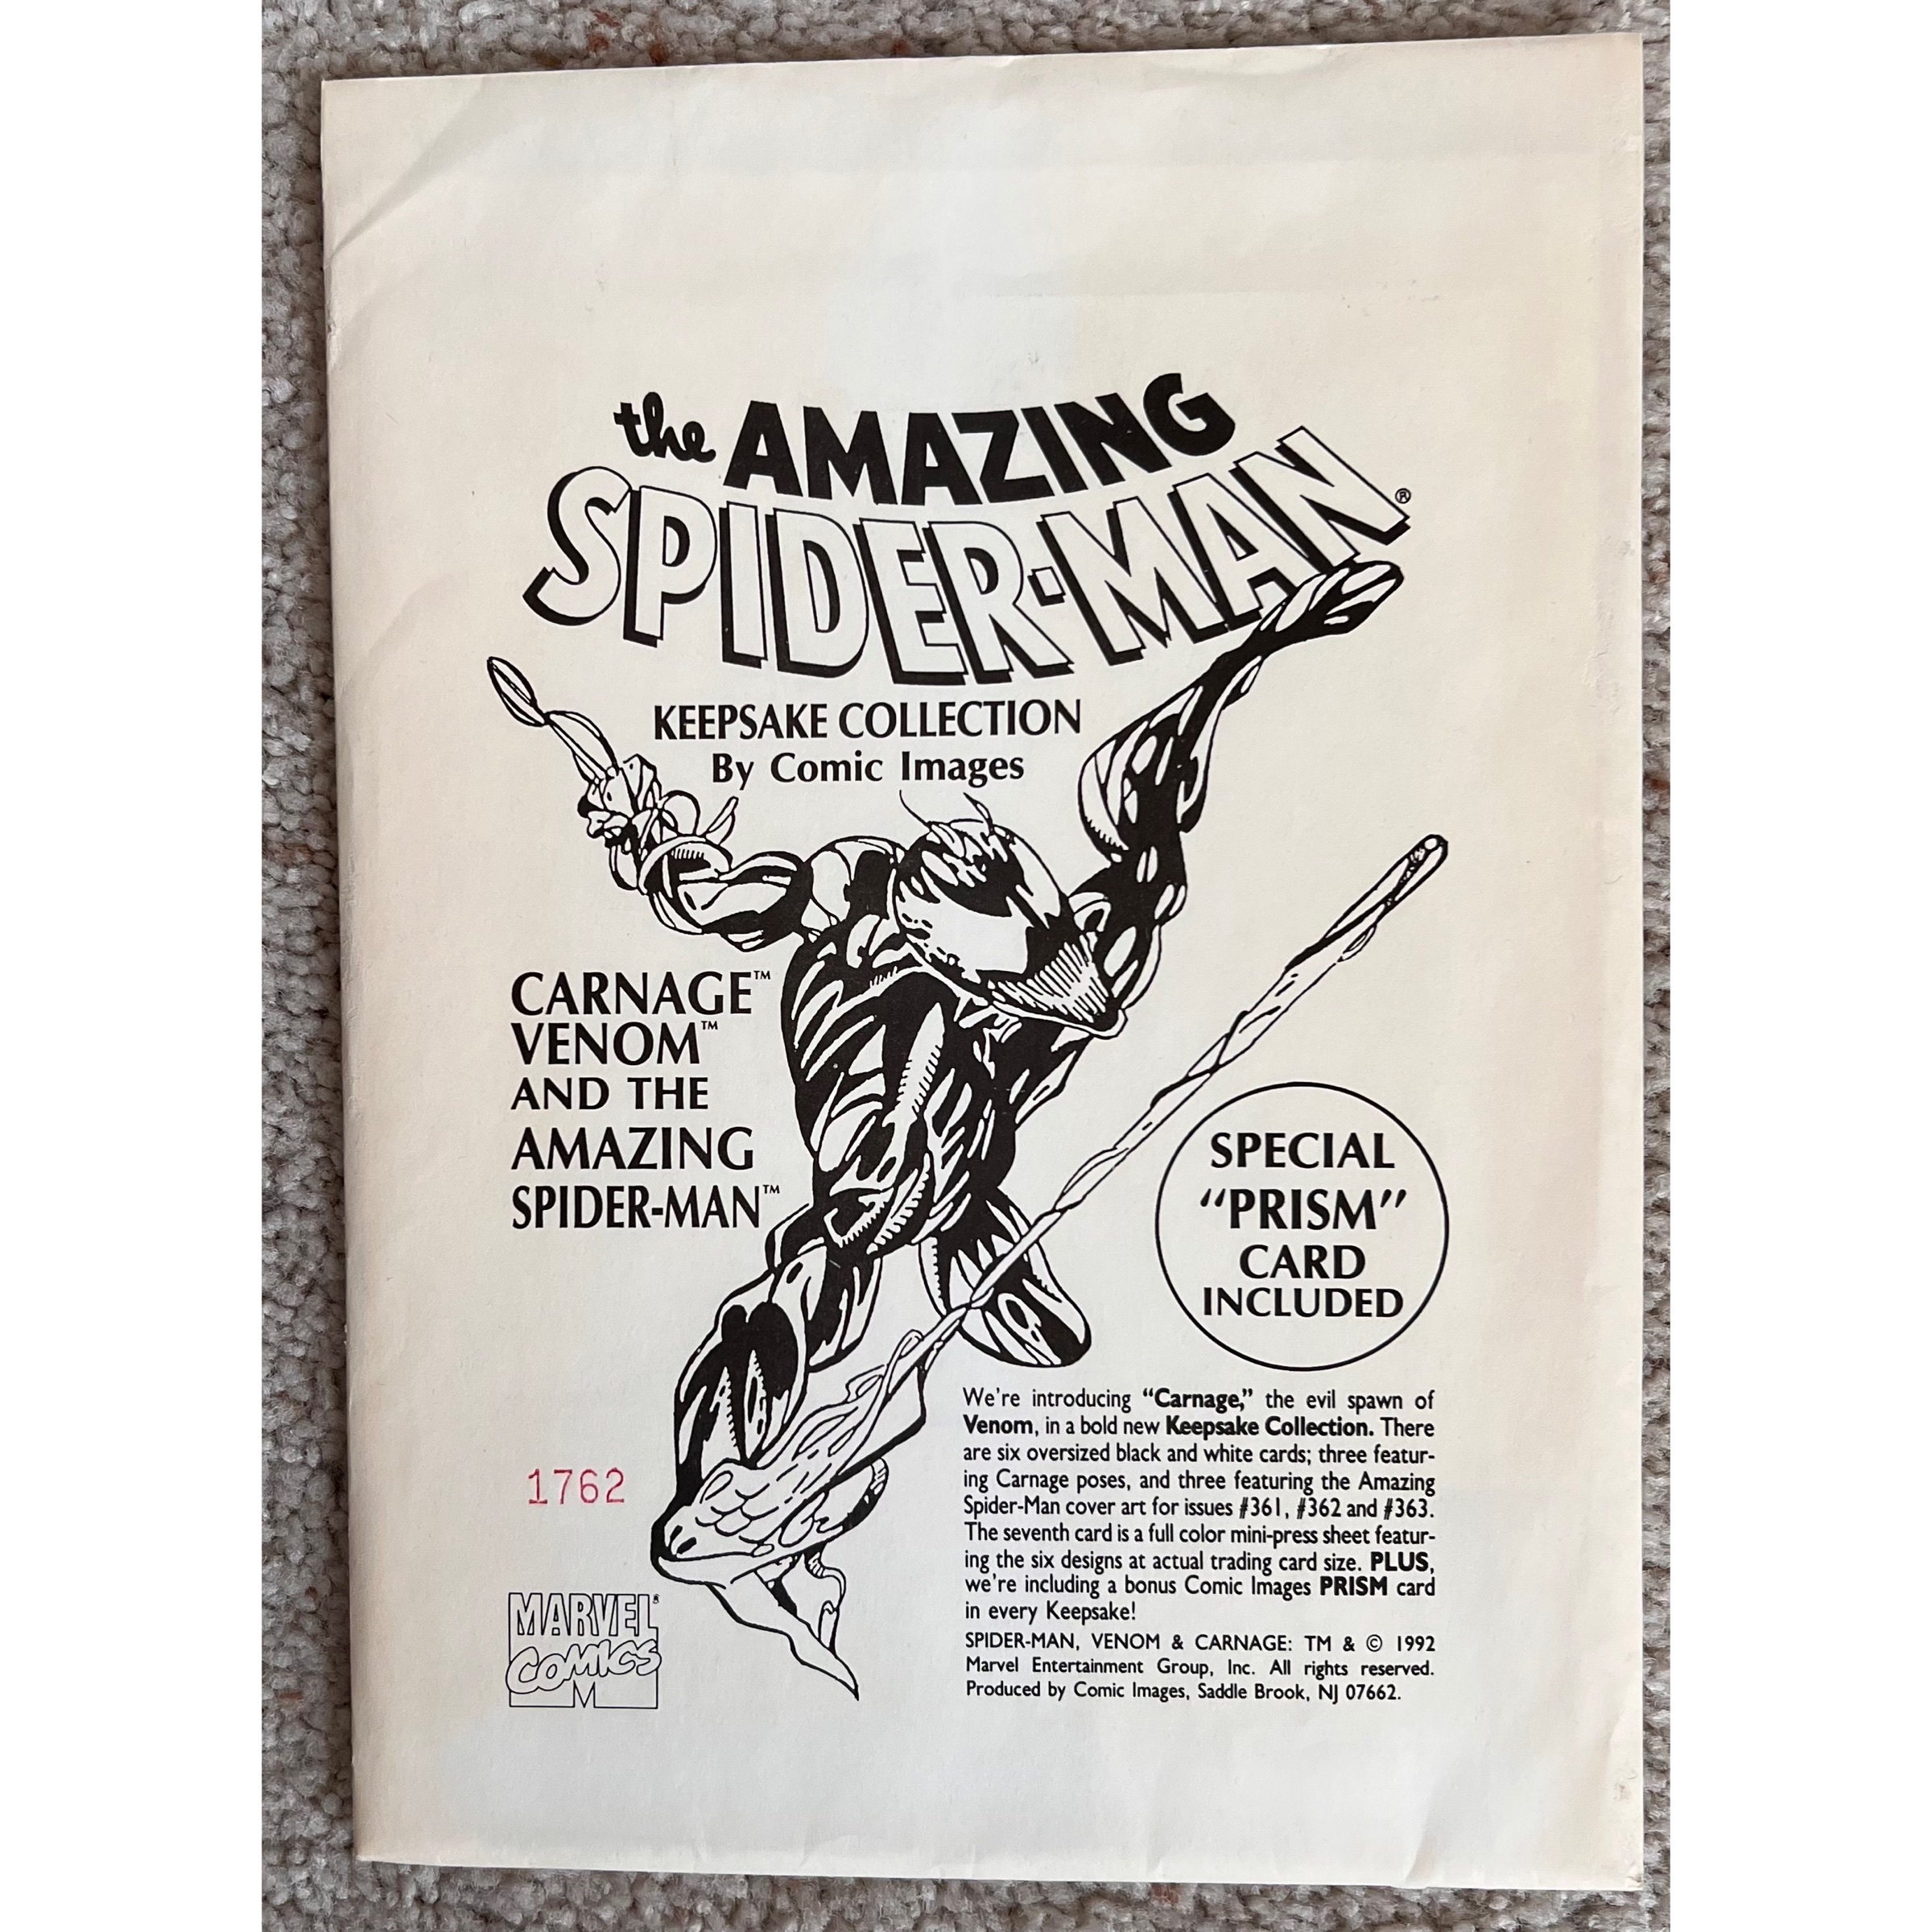 the AMAZING
SPIDER-MAN®
KEEPSAKE COLLECTION
By Comic Images
CARNAGE™
VENOM™
AND THE
AMAZING
SPIDER-MAN™
SPECIAL
“PRISM”
CARD
INCLUDED
We're introducing “Carnage,” the evil spawn of
Venom, in a bold new Keepsake Collection. There
are six oversized black and white cards; three featur-
ing Carnage poses, and three featuring the Amazing
Spider-Man cover art for issues #361, #362 and #363.
The seventh card is a full color mini-press sheet featur-
ing the six designs at actual trading card size. PLUS,
we're including a bonus Comic Images PRISM card
in every Keepsake!
SPIDER-MAN, VENOM & CARNAGE: TM & © 1992
Marvel Entertainment Group, Inc. All rights reserved.
Produced by Comic Images, Saddle Brook, NJ 07662.
1762
MARVEL®
COMICS
M